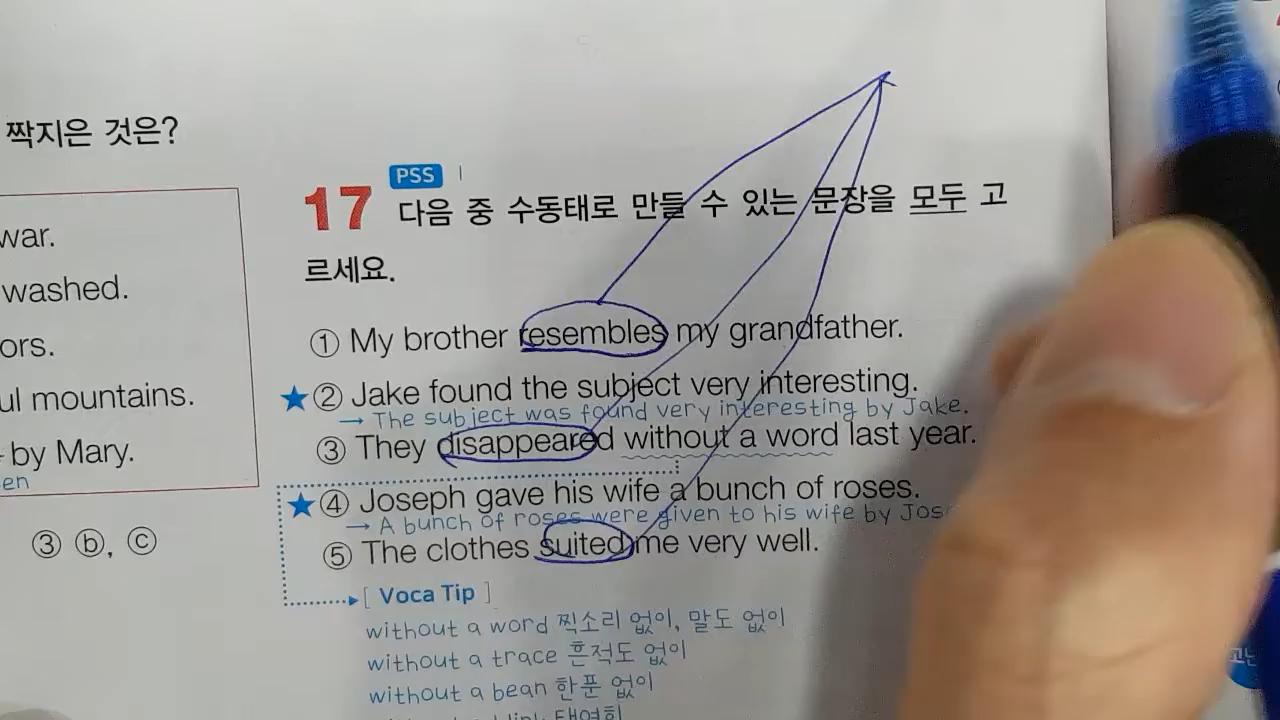 짝지은 것은?
war.
washed.
ors.
ul mountains.
by Mary.
en
③ ⓑ, ⓒ
PSS 1
17 다음 중 수동태로 만들 수 있는 문장을 모두 고
르세요.
① My brother resembles my grandfather.
★② Jake found the subject very interesting.
→ The subject was found very interesting by Jake.
③ They disappeared without a word last year.
★④ Joseph gave his wife a bunch of roses.
→ A bunch of roses were given to his wife by Jos
⑤ The clothes suited me very well.
[ Voca Tip ]
without a word 찍소리 없이, 말도 없이
without a trace 흔적도 없이
without a bean 한푼 없이